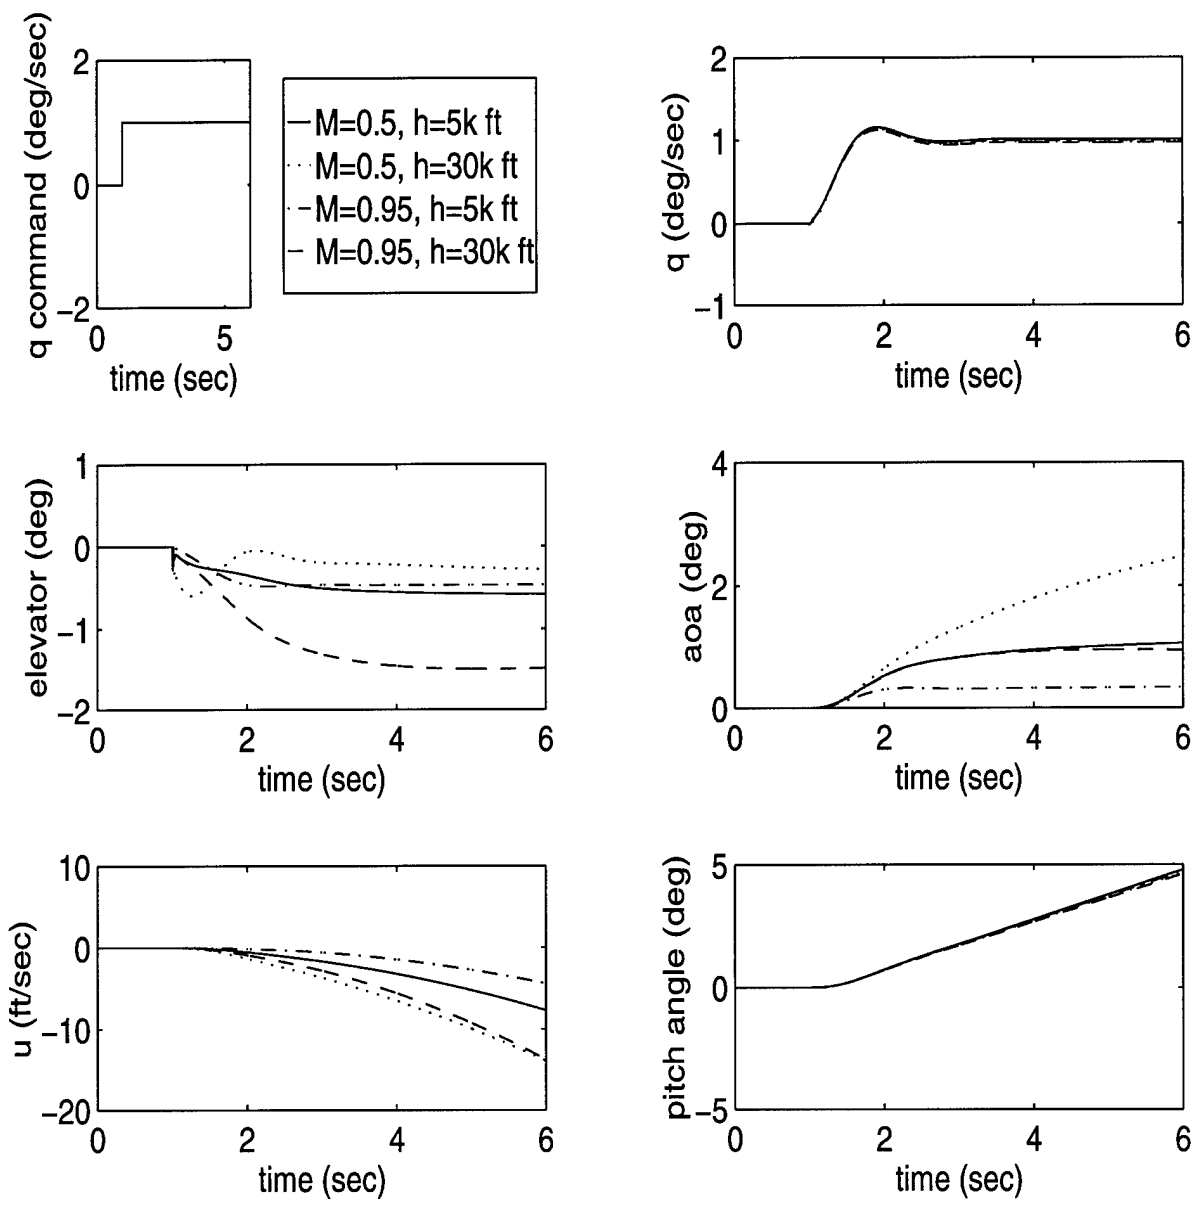 q command (deg/sec)
2
0
−2
0 5
time (sec)
M=0.5, h=5k ft
M=0.5, h=30k ft
M=0.95, h=5k ft
M=0.95, h=30k ft
q (deg/sec)
2
1
0
−1
0 2 4 6
time (sec)
elevator (deg)
1
0
−1
−2
0 2 4 6
time (sec)
aoa (deg)
4
2
0
0 2 4 6
time (sec)
u (ft/sec)
10
0
−10
−20
0 2 4 6
time (sec)
pitch angle (deg)
5
0
−5
0 2 4 6
time (sec)